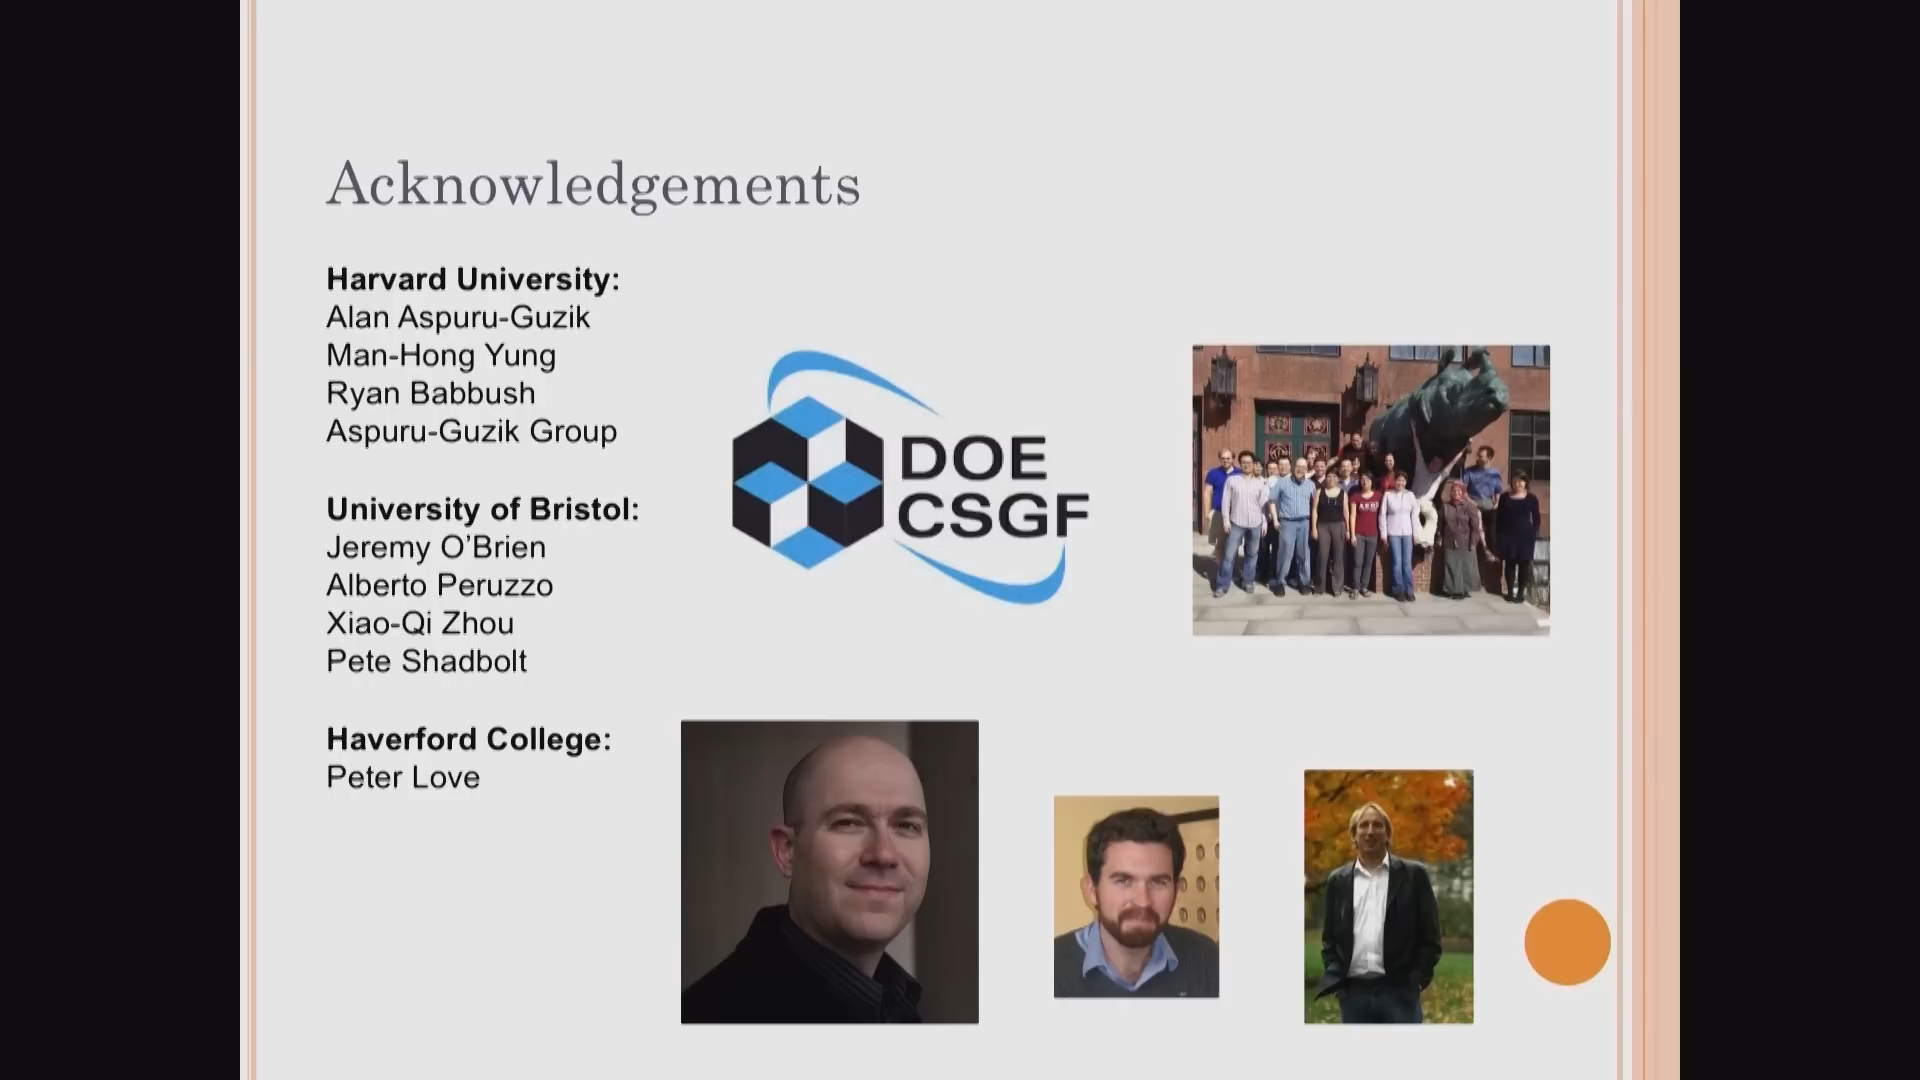 Acknowledgements
Harvard University:
Alan Aspuru-Guzik
Man-Hong Yung
Ryan Babbush
Aspuru-Guzik Group
University of Bristol:
Jeremy O’Brien
Alberto Peruzzo
Xiao-Qi Zhou
Pete Shadbolt
Haverford College:
Peter Love
DOE
CSGF